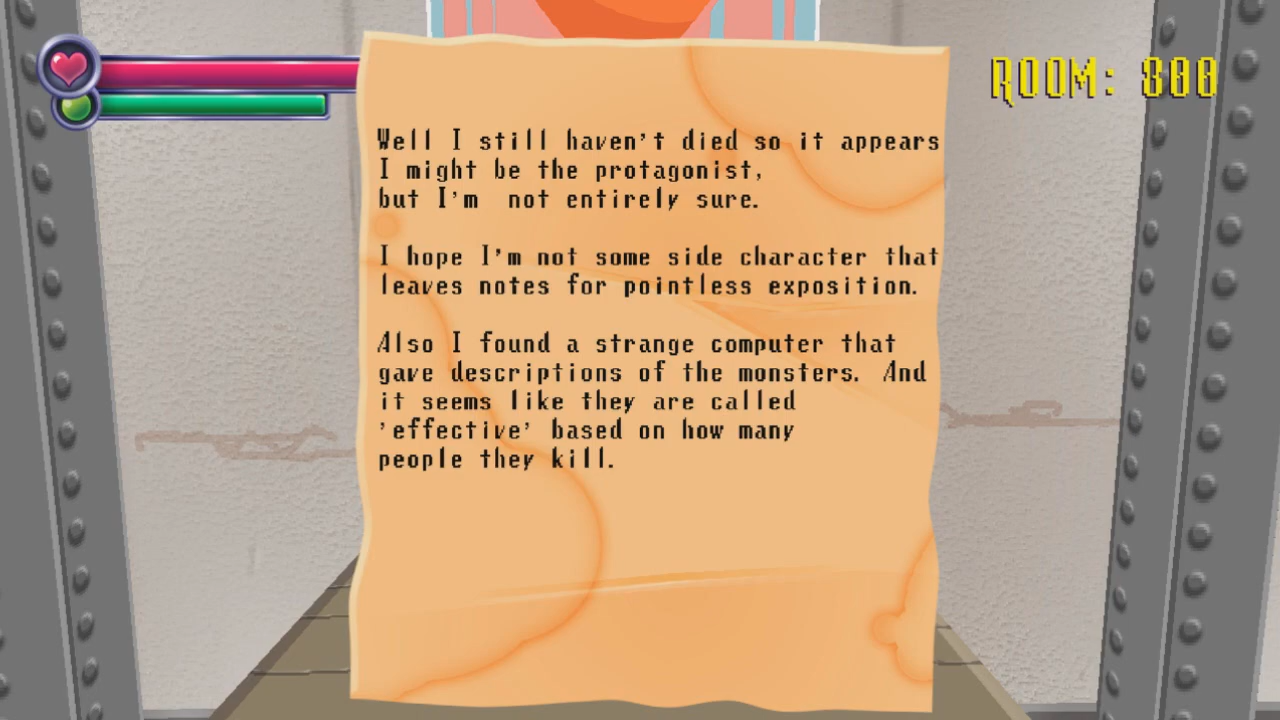 ROOM: 800
Well I still haven't died so it appears
I might be the protagonist,
but I'm  not entirely sure.
I hope I'm not some side character that
leaves notes for pointless exposition.
Also I found a strange computer that
gave descriptions of the monsters.  And
it seems like they are called
'effective' based on how many
people they kill.